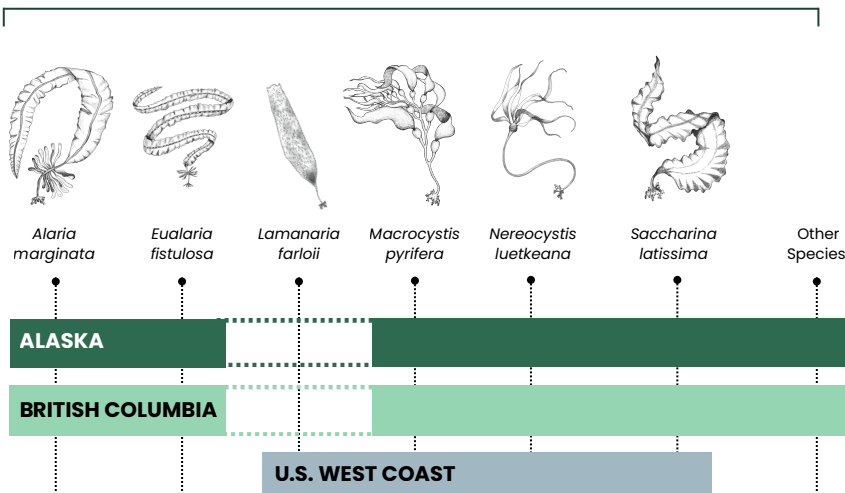 Alaria
marginata
Eualaria
fistulosa
Lamanaria
farloii
Macrocystis
pyrifera
Nereocystis
luetkeana
Saccharina
latissima
Other
Species
ALASKA
BRITISH COLUMBIA
U.S. WEST COAST